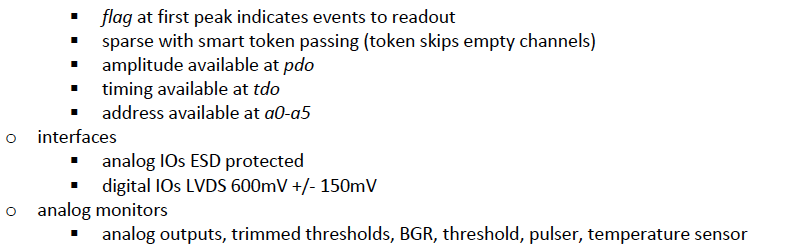 ▪ flag at first peak indicates events to readout
▪ sparse with smart token passing (token skips empty channels)
▪ amplitude available at pdo
▪ timing available at tdo
▪ address available at a0-a5
o interfaces
▪ analog IOs ESD protected
▪ digital IOs LVDS 600mV +/- 150mV
o analog monitors
▪ analog outputs, trimmed thresholds, BGR, threshold, pulser, temperature sensor